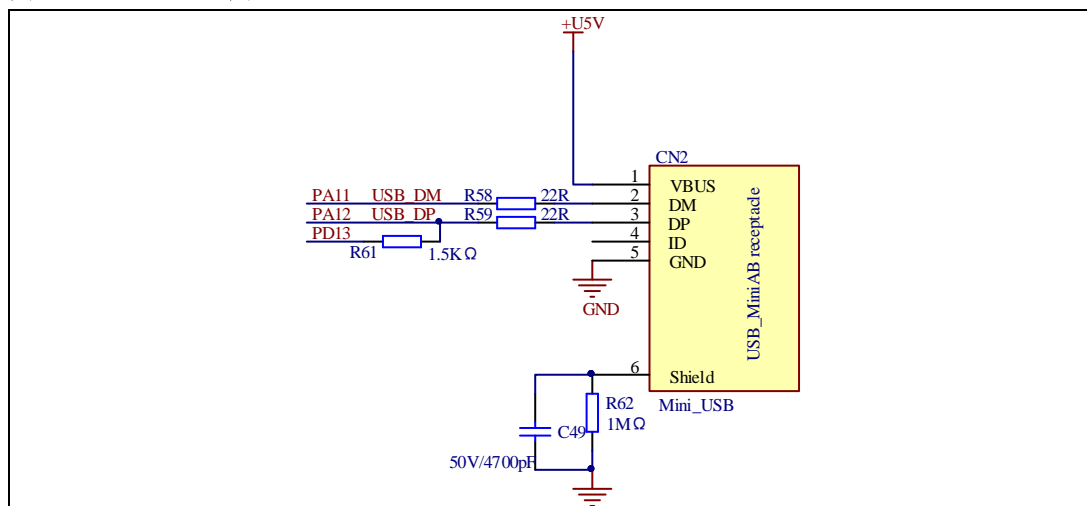 +U5V
CN2
1 VBUS
PA11 USB_DM R58 22R 2 DM
PA12 USB_DP R59 22R 3 DP
PD13 4 ID
R61 1.5KΩ 5 GND
GND
USB_MiniAB receptacle
6 Shield
R62 Mini_USB
1MΩ
C49
50V/4700pF